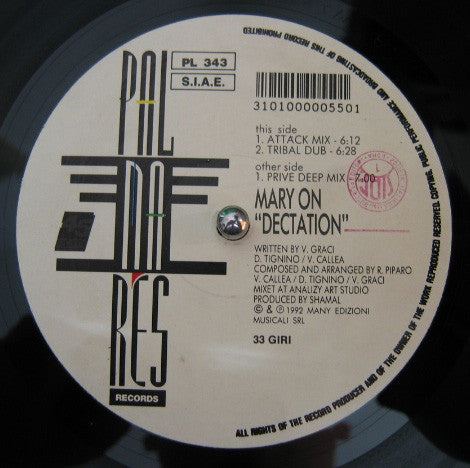 PAL
DA
RES
RECORDS
PL 343
S.I.A.E.
3101000005501
this side
1. ATTACK MIX - 6:12
2. TRIBAL DUB - 6:28
other side
1. PRIVE DEEP MIX - 7:00
MARY ON
"DECTATION"
WRITTEN BY V. GRACI
D. TIGNINO / V. CALLEA
COMPOSED AND ARRANGED BY R. PIPARO
V. CALLEA / D. TIGNINO / V. GRACI
MIXET AT ANALIZY ART STUDIO
PRODUCED BY SHAMAL
© & ℗ 1992 MANY EDIZIONI
MUSICALI SRL
33 GIRI
ALL RIGHTS OF THE RECORD PRODUCER AND OF THE OWNER OF THE WORK REPRODUCED RESERVED. COPYING, PUBLIC PERFORMANCE AND BROADCASTING OF THIS RECORD PROHIBITED